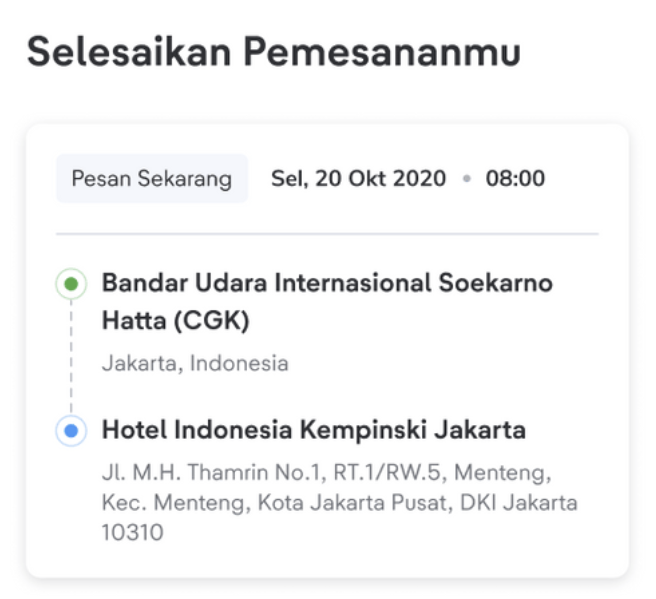 Selesaikan Pemesananmu
Pesan Sekarang Sel, 20 Okt 2020 • 08:00
Bandar Udara Internasional Soekarno
Hatta (CGK)
Jakarta, Indonesia
Hotel Indonesia Kempinski Jakarta
Jl. M.H. Thamrin No.1, RT.1/RW.5, Menteng,
Kec. Menteng, Kota Jakarta Pusat, DKI Jakarta
10310